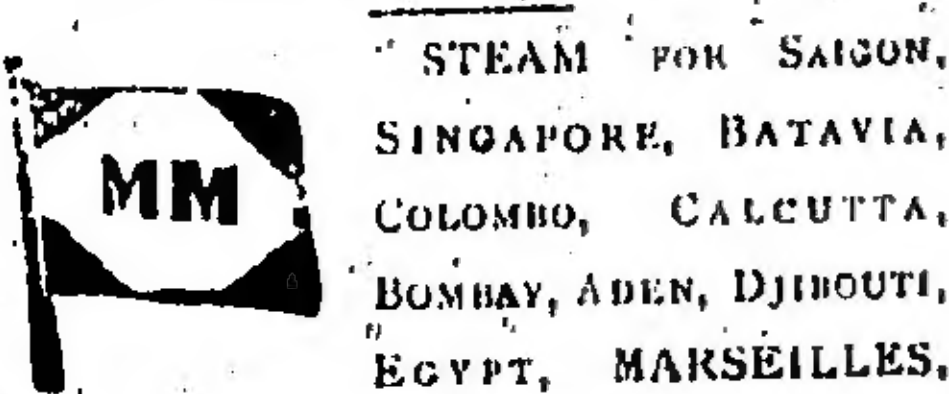 MM
STEAM FOR SAIGON,
SINGAPORE, BATAVIA,
COLOMBO, CALCUTTA,
BOMBAY, ADEN, DJIBOUTI,
EGYPT, MARSEILLES,